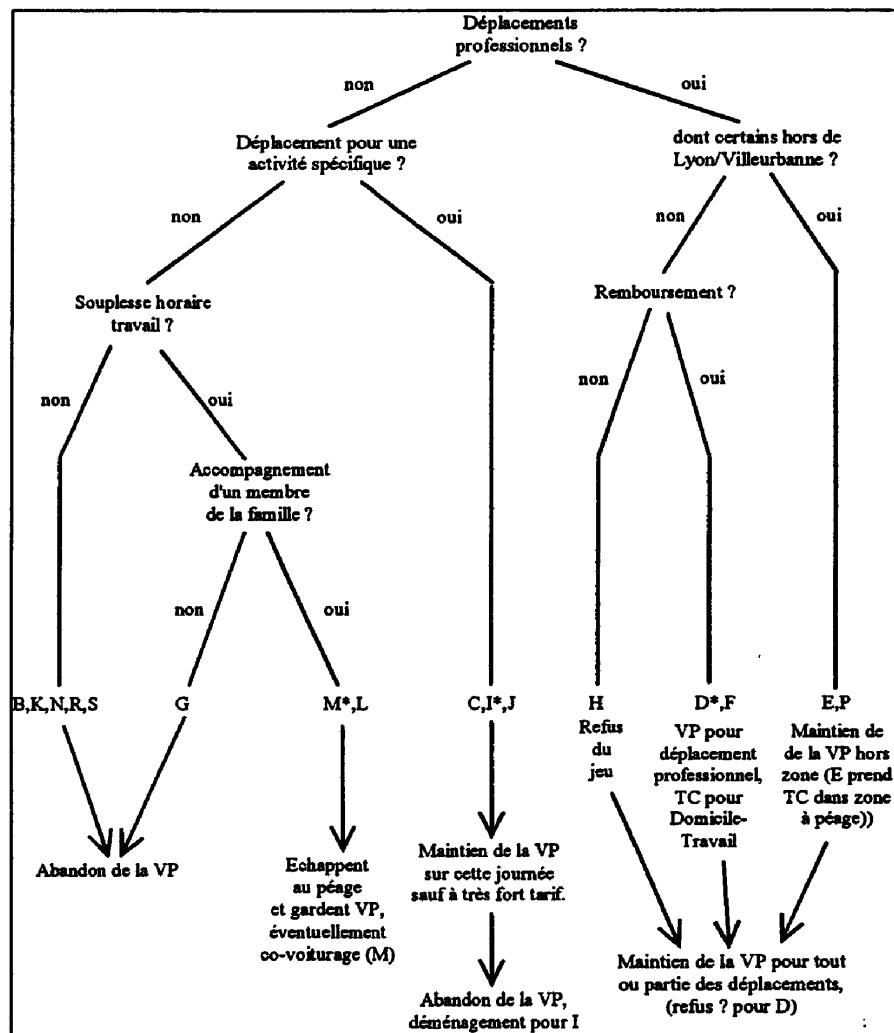 Déplacements
professionnels ?
non
oui
Déplacement pour une
activité spécifique ?
dont certains hors de
Lyon/Villeurbanne ?
non
oui
non
oui
Souplesse horaire
travail ?
Remboursement ?
non
oui
non
oui
Accompagnement
d'un membre
de la famille ?
non
oui
B,K,N,R,S
G
M*,L
C,I*,J
H
D*,F
E,P
Refus
du
jeu
VP pour
déplacement
professionnel,
TC pour
Domicile-
Travail
Maintien de
de la VP hors
zone (E prend
TC dans zone
à péage))
Abandon de la VP
Echappent
au péage
et gardent VP,
éventuellement
co-voiturage (M)
Maintien de la VP
sur cette journée
sauf à très fort tarif.
Abandon de la VP,
déménagement pour I
Maintien de la VP pour tout
ou partie des déplacements,
(refus ? pour D)